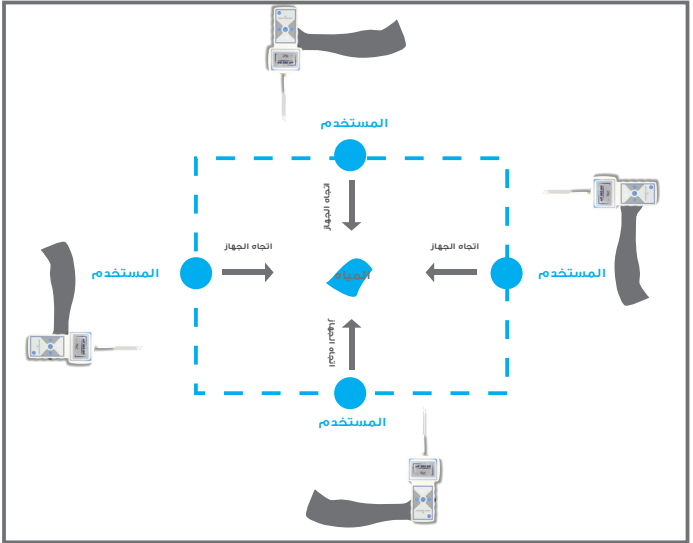 المستخدم
اتجاه الجهاز
المستخدم
اتجاه الجهاز
المياه
اتجاه الجهاز
المستخدم
اتجاه الجهاز
المستخدم